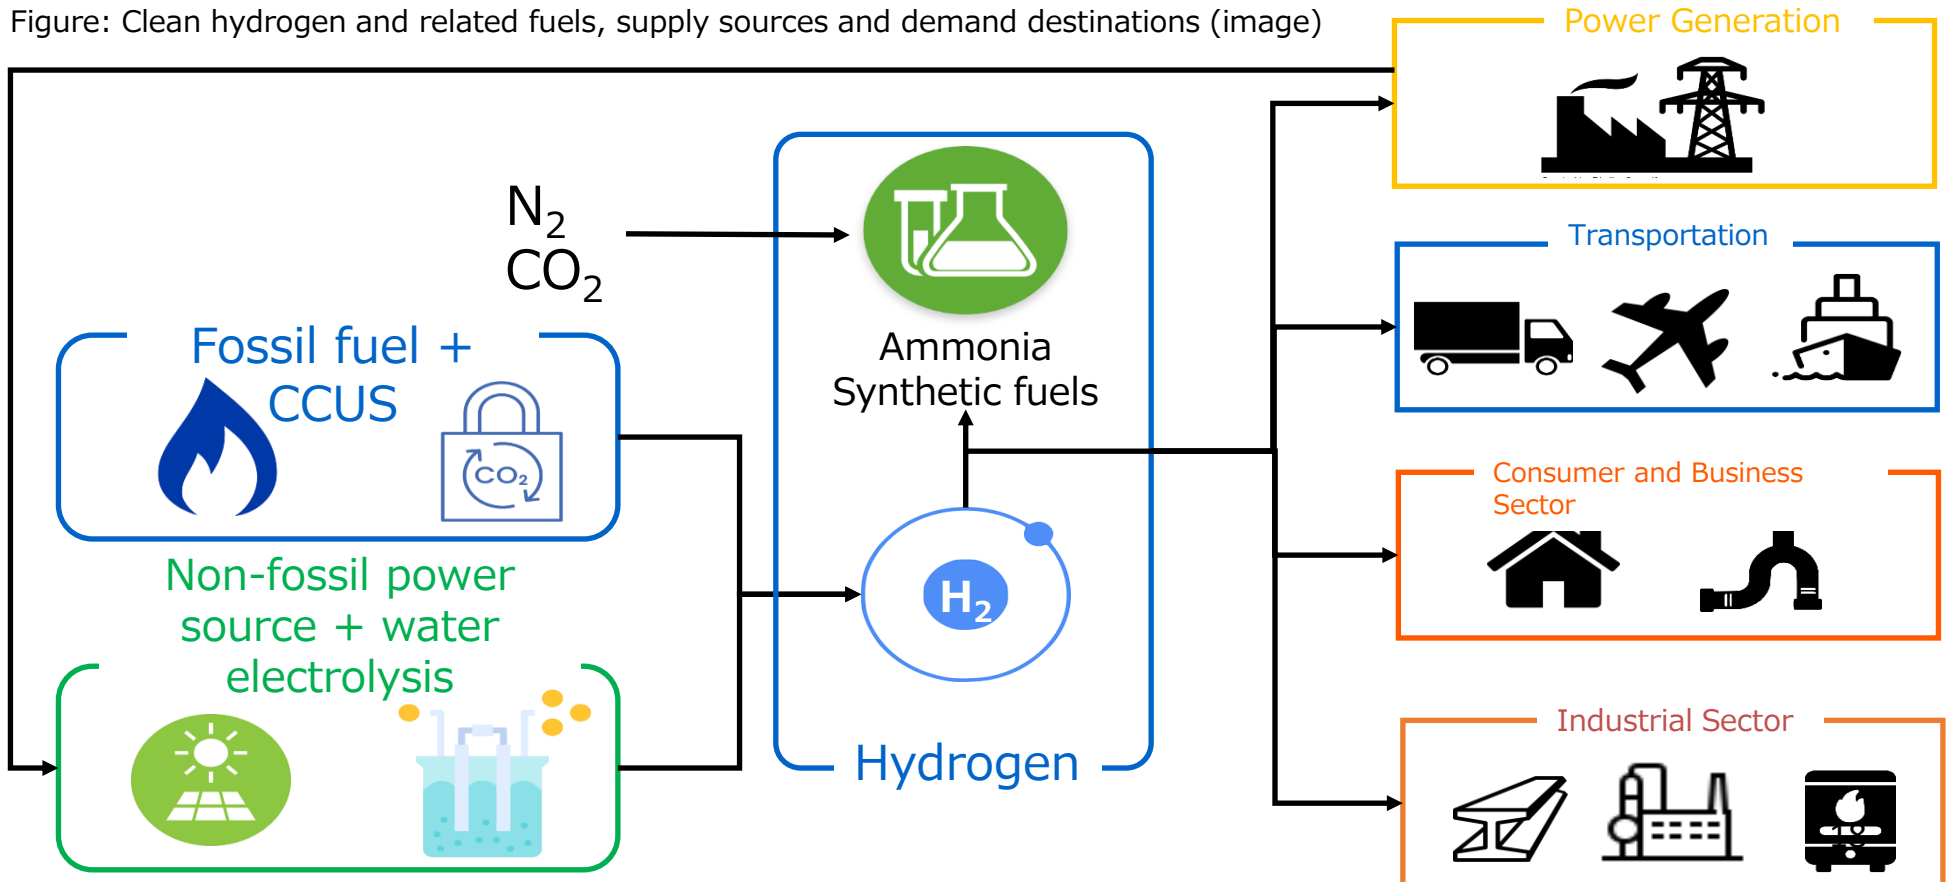 Figure: Clean hydrogen and related fuels, supply sources and demand destinations (image)
Power Generation
N₂
CO₂
Transportation
Fossil fuel +
CCUS
CO₂
Ammonia
Synthetic fuels
Consumer and Business
Sector
Non-fossil power
source + water
electrolysis
H₂
Hydrogen
Industrial Sector